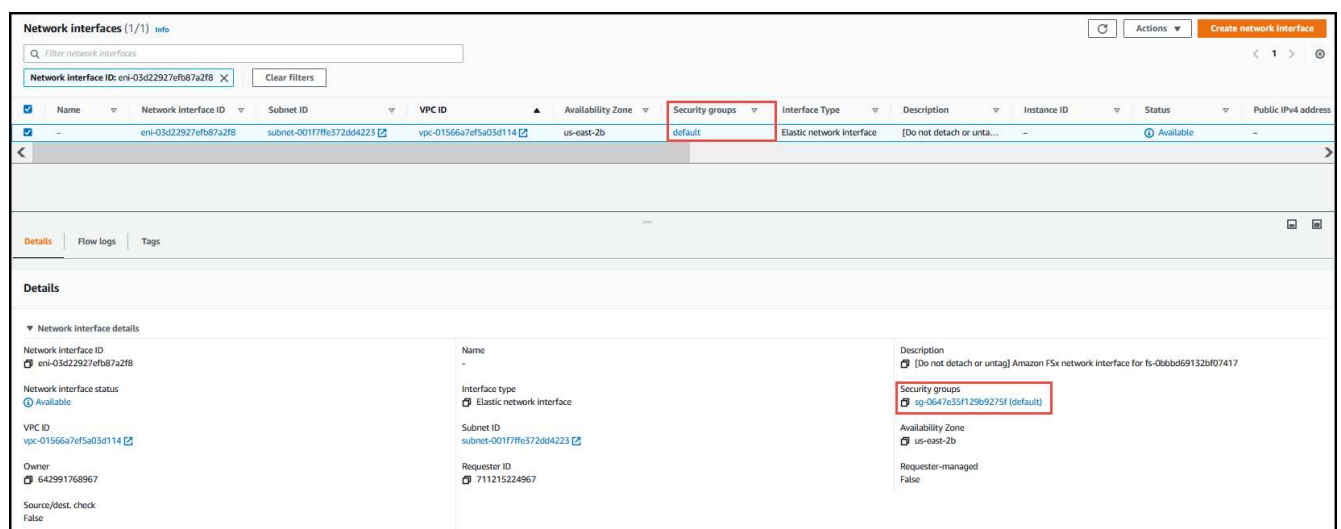 Network interfaces (1/1) Info
Actions Create network interface
Filter network interfaces
1
Network interface ID: eni-03d22927efb87a2f8 Clear filters
Name Network interface ID Subnet ID VPC ID Availability Zone Security groups Interface Type Description Instance ID Status Public IPv4 address
– eni-03d22927efb87a2f8 subnet-001f7ffe372dd4223 vpc-01566a7ef5a03d114 us-east-2b default Elastic network interface [Do not detach or unta... – Available –
Details Flow logs Tags
Details
Network interface details
Network interface ID Name Description
eni-03d22927efb87a2f8 - [Do not detach or untag] Amazon FSx network interface for fs-0bbbd69132bf07417
Network interface status Interface type Security groups
Available Elastic network interface sg-0647e35f129b9275f (default)
VPC ID Subnet ID Availability Zone
vpc-01566a7ef5a03d114 subnet-001f7ffe372dd4223 us-east-2b
Owner Requester ID Requester-managed
642991768967 711215224967 False
Source/dest. check
False